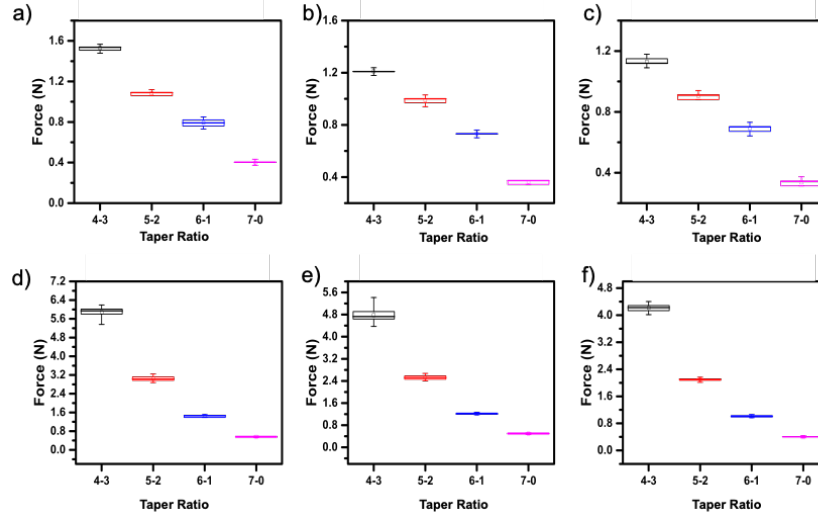 a)
Force (N)
1.6
1.2
0.8
0.4
0.0
4-3 5-2 6-1 7-0
Taper Ratio
b)
Force (N)
1.6
1.2
0.8
0.4
4-3 5-2 6-1 7-0
Taper Ratio
c)
Force (N)
1.2
0.8
0.4
4-3 5-2 6-1 7-0
Taper Ratio
d)
Force (N)
7.2
6.4
5.6
4.8
4.0
3.2
2.4
1.6
0.8
0.0
4-3 5-2 6-1 7-0
Taper Ratio
e)
Force (N)
5.6
4.8
4.0
3.2
2.4
1.6
0.8
0.0
4-3 5-2 6-1 7-0
Taper Ratio
f)
Force (N)
4.8
4.0
3.2
2.4
1.6
0.8
0.0
4-3 5-2 6-1 7-0
Taper Ratio